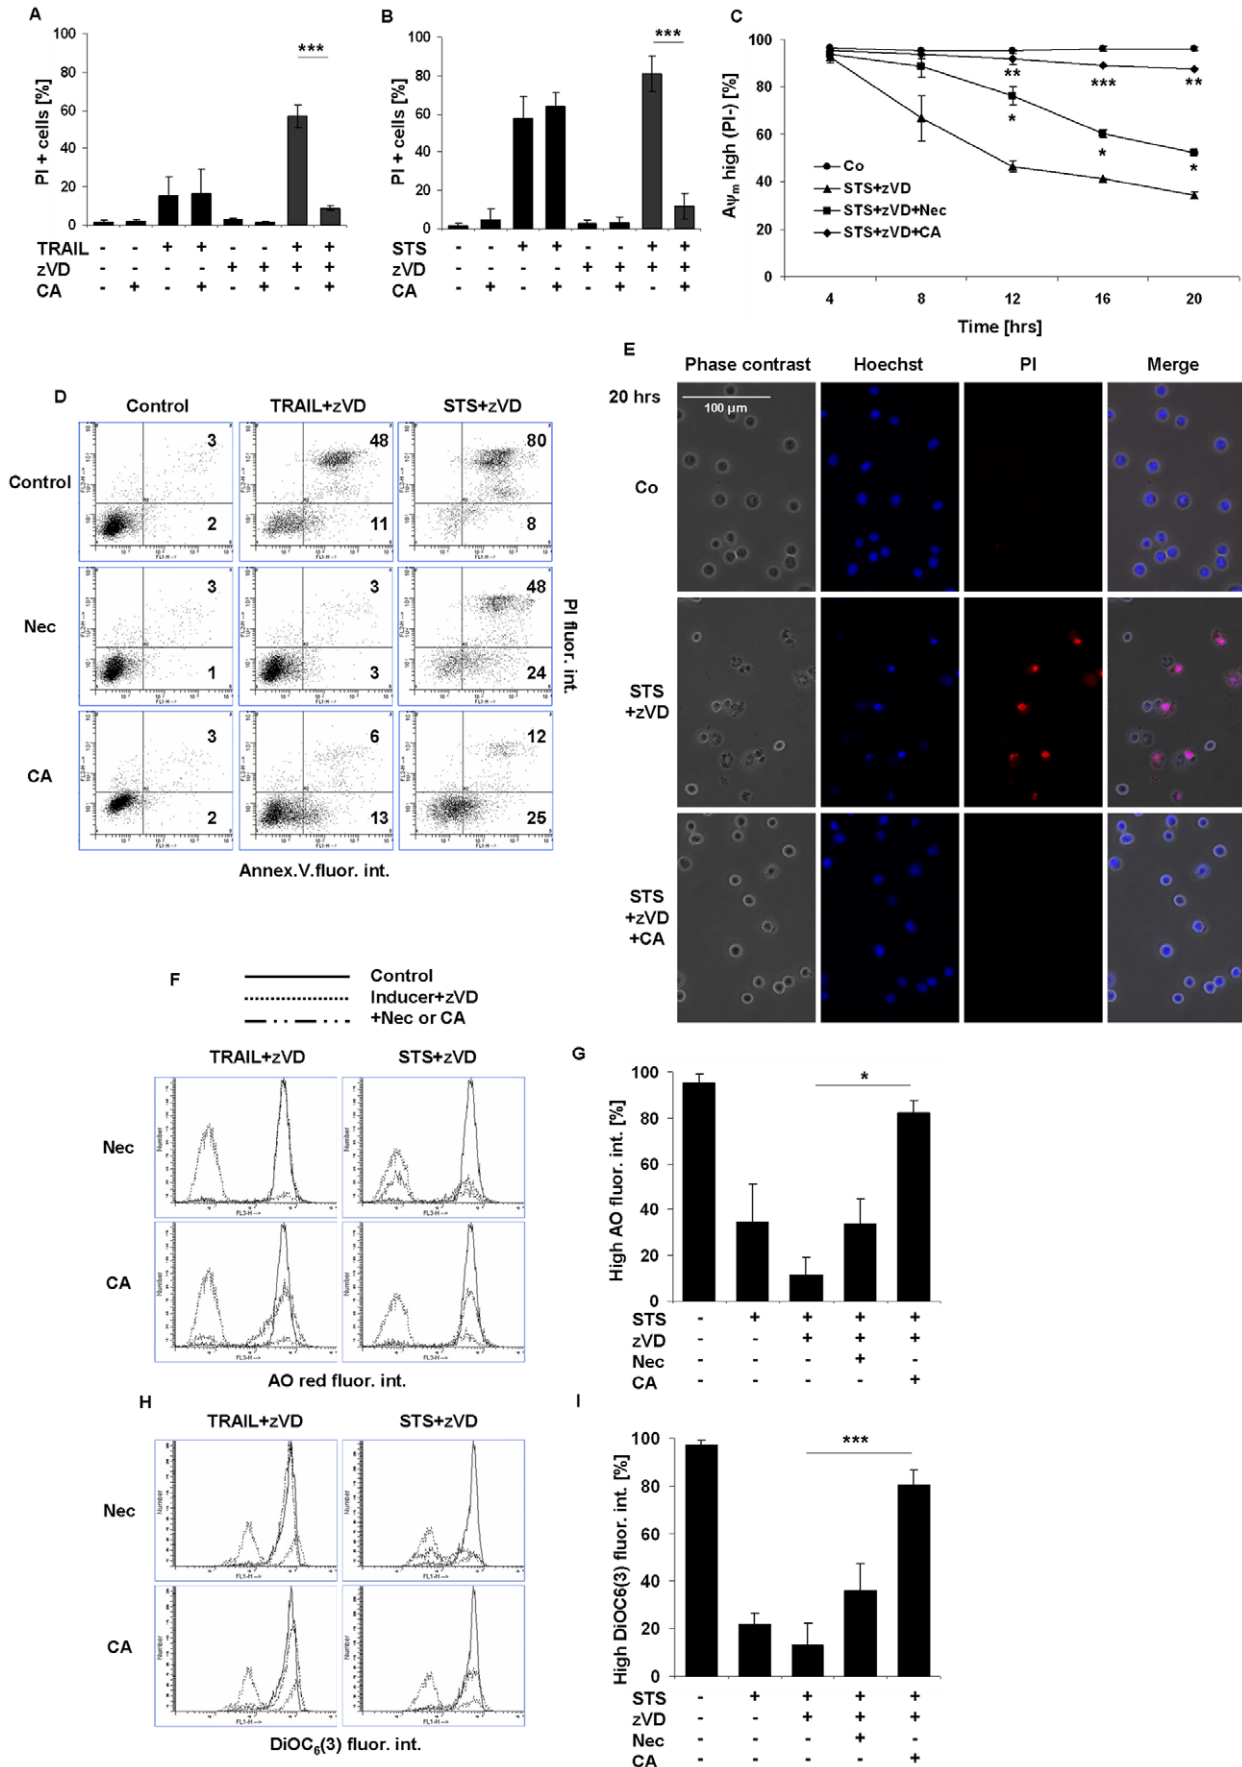 A
PI + cells [%]
100
80
60
40
20
0
***
TRAIL - - + + - - + +
zVD - - - - + + + +
CA - + - + - + - +
B
PI + cells [%]
100
80
60
40
20
0
***
STS - - + + - - + +
zVD - - - - + + + +
CA - + - + - + - +
C
Aψm high (PI-) [%]
100
80
60
40
20
0
** *** **
* * *
Co
STS+zVD
STS+zVD+Nec
STS+zVD+CA
4 8 12 16 20
Time [hrs]
D
Control TRAIL+zVD STS+zVD
Control
3 48 80
2 11 8
Nec
3 3 48
1 3 24
CA
3 6 12
2 13 25
PI fluor. int.
FL2-H -->
FL1-H -->
Annex.V.fluor. int.
E
Phase contrast Hoechst PI Merge
20 hrs
100 µm
Co
STS
+zVD
STS
+zVD
+CA
F
Control
Inducer+zVD
+Nec or CA
TRAIL+zVD STS+zVD
Nec
CA
Number
FL3-H -->
AO red fluor. int.
G
High AO fluor. int. [%]
100
80
60
40
20
0
*
STS - + + + +
zVD - - + + +
Nec - - - + -
CA - - - - +
H
TRAIL+zVD STS+zVD
Nec
CA
Number
FL1-H -->
DiOC6(3) fluor. int.
I
High DiOC6(3) fluor. int. [%]
100
80
60
40
20
0
***
STS - + + + +
zVD - - + + +
Nec - - - + -
CA - - - - +